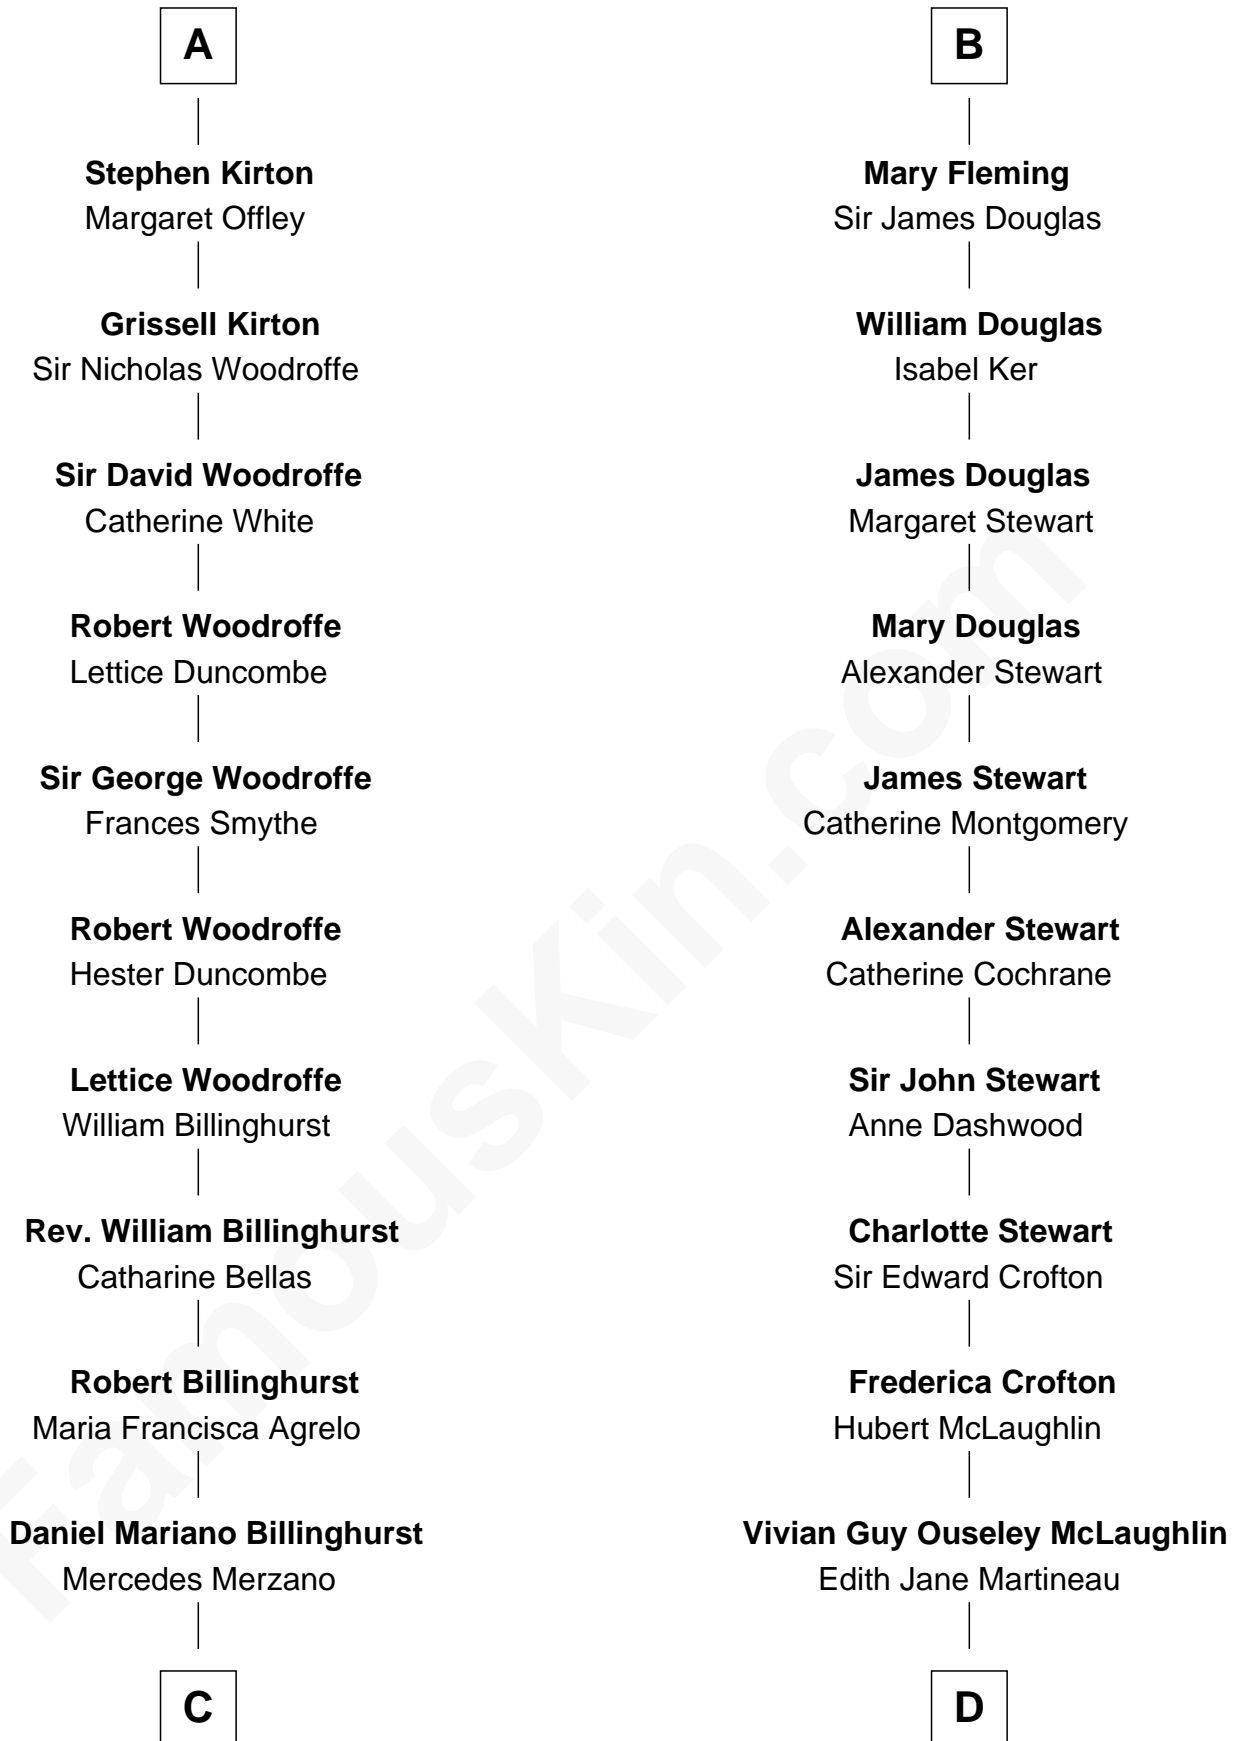 A
Stephen Kirton
Margaret Offley
Grissell Kirton
Sir Nicholas Woodroffe
Sir David Woodroffe
Catherine White
Robert Woodroffe
Lettice Duncombe
Sir George Woodroffe
Frances Smythe
Robert Woodroffe
Hester Duncombe
Lettice Woodroffe
William Billinghurst
Rev. William Billinghurst
Catharine Bellas
Robert Billinghurst
Maria Francisca Agrelo
Daniel Mariano Billinghurst
Mercedes Merzano
C
B
Mary Fleming
Sir James Douglas
William Douglas
Isabel Ker
James Douglas
Margaret Stewart
Mary Douglas
Alexander Stewart
James Stewart
Catherine Montgomery
Alexander Stewart
Catherine Cochrane
Sir John Stewart
Anne Dashwood
Charlotte Stewart
Sir Edward Crofton
Frederica Crofton
Hubert McLaughlin
Vivian Guy Ouseley McLaughlin
Edith Jane Martineau
D
FamousKin.com